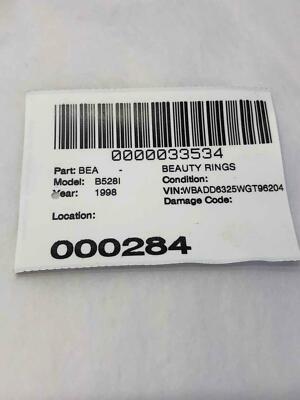 0000033534
Part: BEA - BEAUTY RINGS
Model: B528I Condition:
Year: 1998 VIN:WBADD6325WGT96204
Damage Code:
Location:
000284